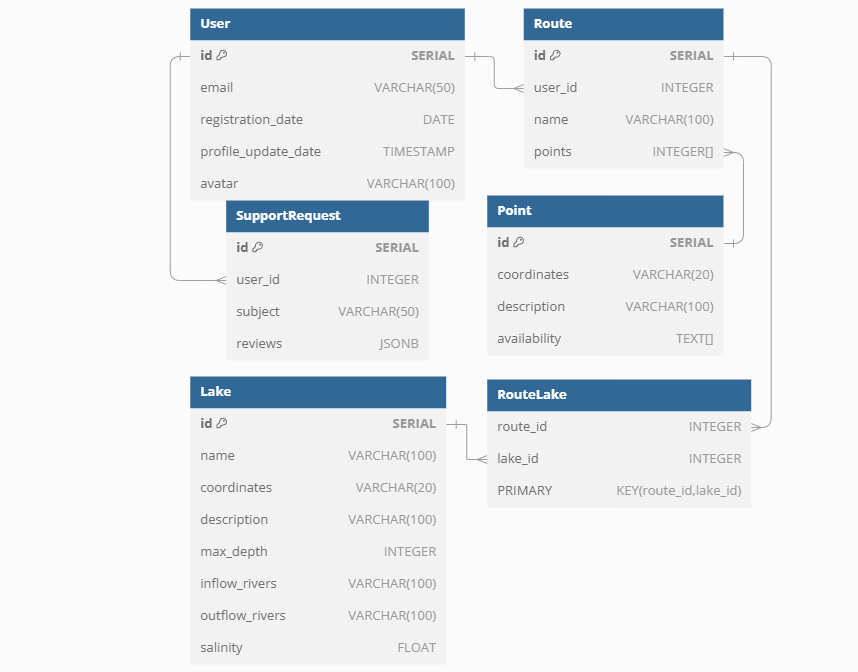 User
id SERIAL
email VARCHAR(50)
registration_date DATE
profile_update_date TIMESTAMP
avatar VARCHAR(100)
Route
id SERIAL
user_id INTEGER
name VARCHAR(100)
points INTEGER[]
SupportRequest
id SERIAL
user_id INTEGER
subject VARCHAR(50)
reviews JSONB
Point
id SERIAL
coordinates VARCHAR(20)
description VARCHAR(100)
availability TEXT[]
Lake
id SERIAL
name VARCHAR(100)
coordinates VARCHAR(20)
description VARCHAR(100)
max_depth INTEGER
inflow_rivers VARCHAR(100)
outflow_rivers VARCHAR(100)
salinity FLOAT
RouteLake
route_id INTEGER
lake_id INTEGER
PRIMARY KEY(route_id,lake_id)